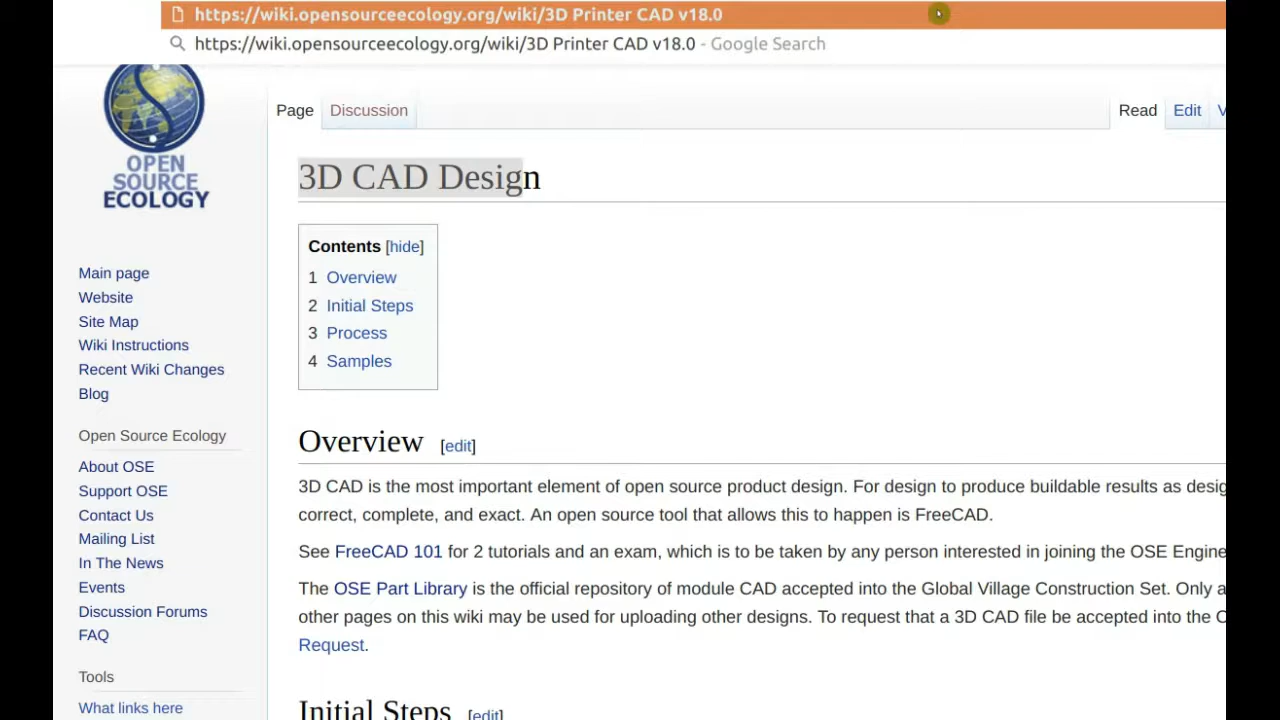 https://wiki.opensourceecology.org/wiki/3D Printer CAD v18.0
https://wiki.opensourceecology.org/wiki/3D Printer CAD v18.0 - Google Search
OPEN
SOURCE
ECOLOGY
Page Discussion Read Edit V
3D CAD Design
Contents [hide]
1 Overview
2 Initial Steps
3 Process
4 Samples
Main page
Website
Site Map
Wiki Instructions
Recent Wiki Changes
Blog
Open Source Ecology
About OSE
Support OSE
Contact Us
Mailing List
In The News
Events
Discussion Forums
FAQ
Tools
What links here
Overview [edit]
3D CAD is the most important element of open source product design. For design to produce buildable results as desig
correct, complete, and exact. An open source tool that allows this to happen is FreeCAD.
See FreeCAD 101 for 2 tutorials and an exam, which is to be taken by any person interested in joining the OSE Engine
The OSE Part Library is the official repository of module CAD accepted into the Global Village Construction Set. Only a
other pages on this wiki may be used for uploading other designs. To request that a 3D CAD file be accepted into the C
Request.
Initial Steps [edit]